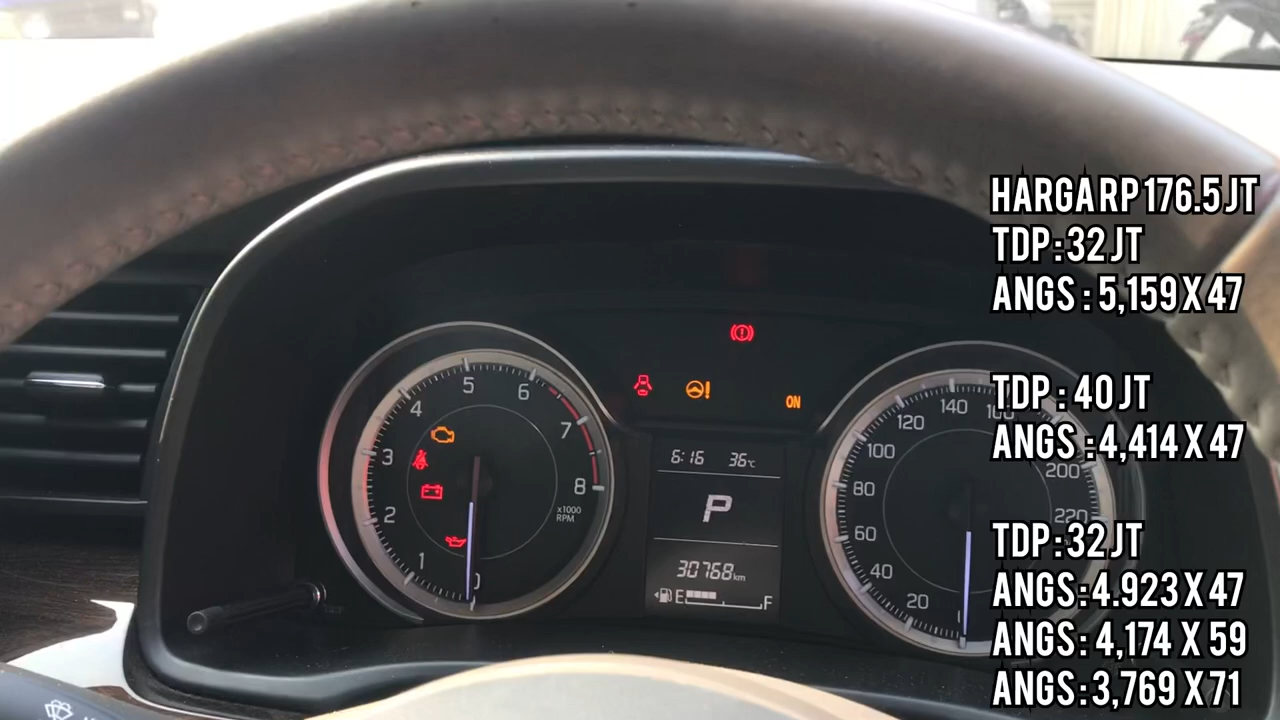 HARGA RP 176.5 JT
TDP : 32 JT
ANGS : 5,159 X 47
TDP : 40 JT
ANGS : 4,414 X 47
TDP : 32 JT
ANGS : 4.923 X 47
ANGS : 4,174 X 59
ANGS : 3,769 X 71
ON
0 1 2 3 4 5 6 7 8
x1000
RPM
6:16 36°C
P
30768 km
E F
20 40 60 80 100 120 140 200 220